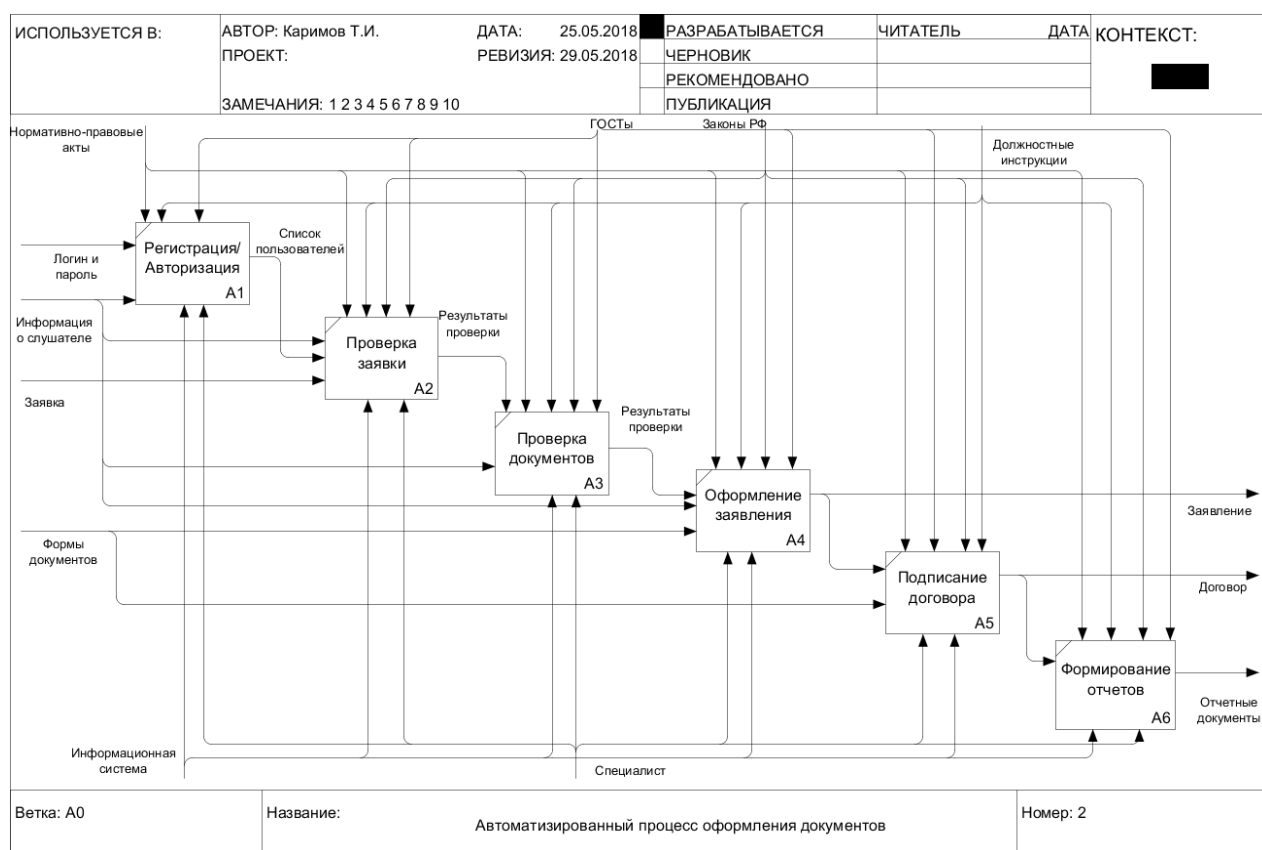 ИСПОЛЬЗУЕТСЯ В:
АВТОР: Каримов Т.И.
ДАТА: 25.05.2018
РАЗРАБАТЫВАЕТСЯ
ЧИТАТЕЛЬ
ДАТА
КОНТЕКСТ:
ПРОЕКТ:
РЕВИЗИЯ: 29.05.2018
ЧЕРНОВИК
РЕКОМЕНДОВАНО
ЗАМЕЧАНИЯ: 1 2 3 4 5 6 7 8 9 10
ПУБЛИКАЦИЯ
Нормативно-правовые
акты
ГОСТы
Законы РФ
Должностные
инструкции
Логин и
пароль
Регистрация/
Авторизация
A1
Список
пользователей
Информация
о слушателе
Проверка
заявки
A2
Результаты
проверки
Заявка
Проверка
документов
A3
Результаты
проверки
Оформление
заявления
A4
Заявление
Формы
документов
Подписание
договора
A5
Договор
Формирование
отчетов
A6
Отчетные
документы
Информационная
система
Специалист
Ветка: A0
Название:
Автоматизированный процесс оформления документов
Номер: 2